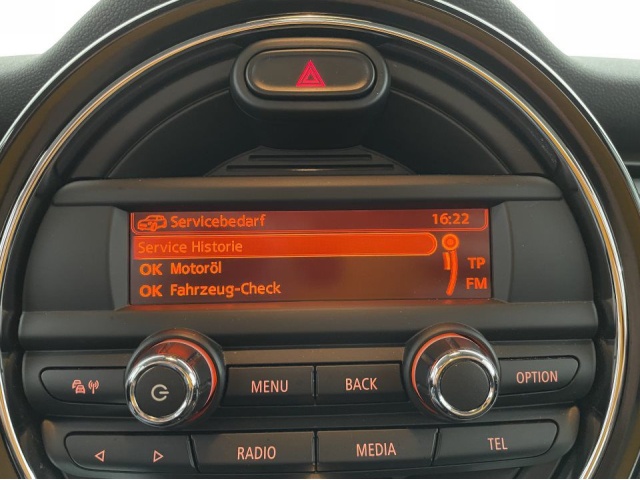 Servicebedarf 16:22
Service Historie
OK Motoröl TP
OK Fahrzeug-Check FM
MENU BACK OPTION
RADIO MEDIA TEL